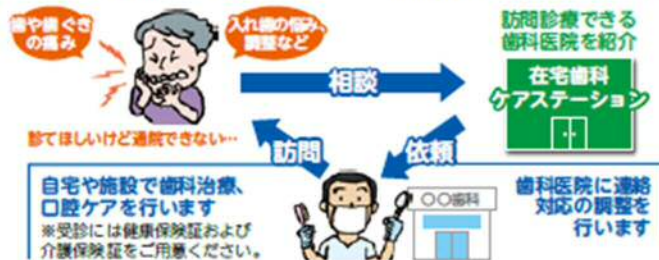 歯や歯ぐき
の痛み
入れ歯の悩み、
調整など
診てほしいけど通院できない…
相談
訪問診療できる
歯科医院を紹介
在宅歯科
ケアステーション
訪問
依頼
自宅や施設で歯科治療、
口腔ケアを行います
※受診には健康保険証および
介護保険証をご用意ください。
〇〇歯科
歯科医院に連絡
対応の調整を
行います